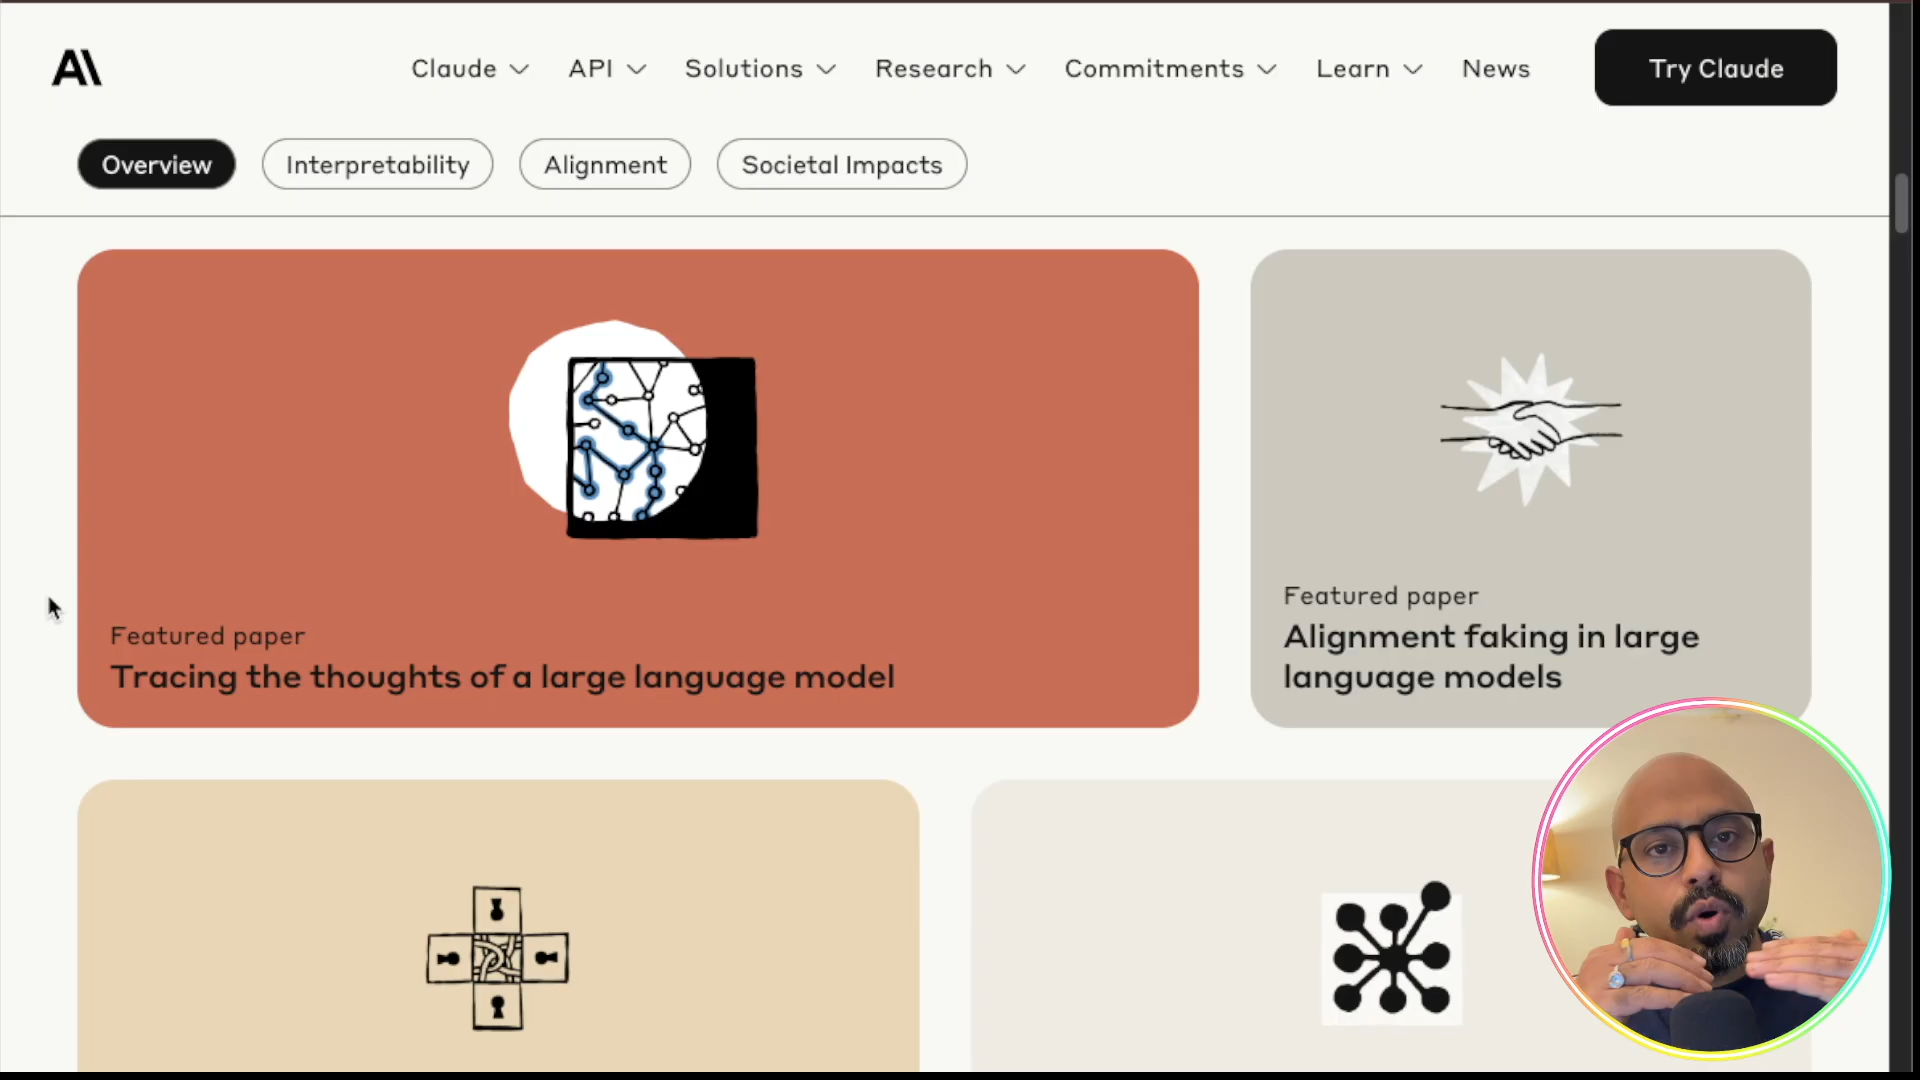 A\
Claude
API
Solutions
Research
Commitments
Learn
News
Try Claude
Overview
Interpretability
Alignment
Societal Impacts
Featured paper
Tracing the thoughts of a large language model
Featured paper
Alignment faking in large
language models